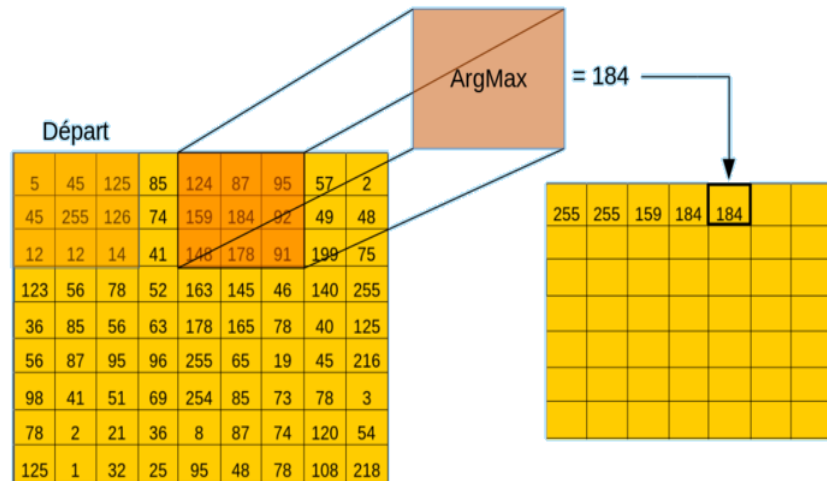 ArgMax = 184
Départ
5 45 125 85 124 87 95 57 2
45 255 126 74 159 184 92 49 48
12 12 14 41 148 178 91 199 75
123 56 78 52 163 145 46 140 255
36 85 56 63 178 165 78 40 125
56 87 95 96 255 65 19 45 216
98 41 51 69 254 85 73 78 3
78 2 21 36 8 87 74 120 54
125 1 32 25 95 48 78 108 218
255 255 159 184 184